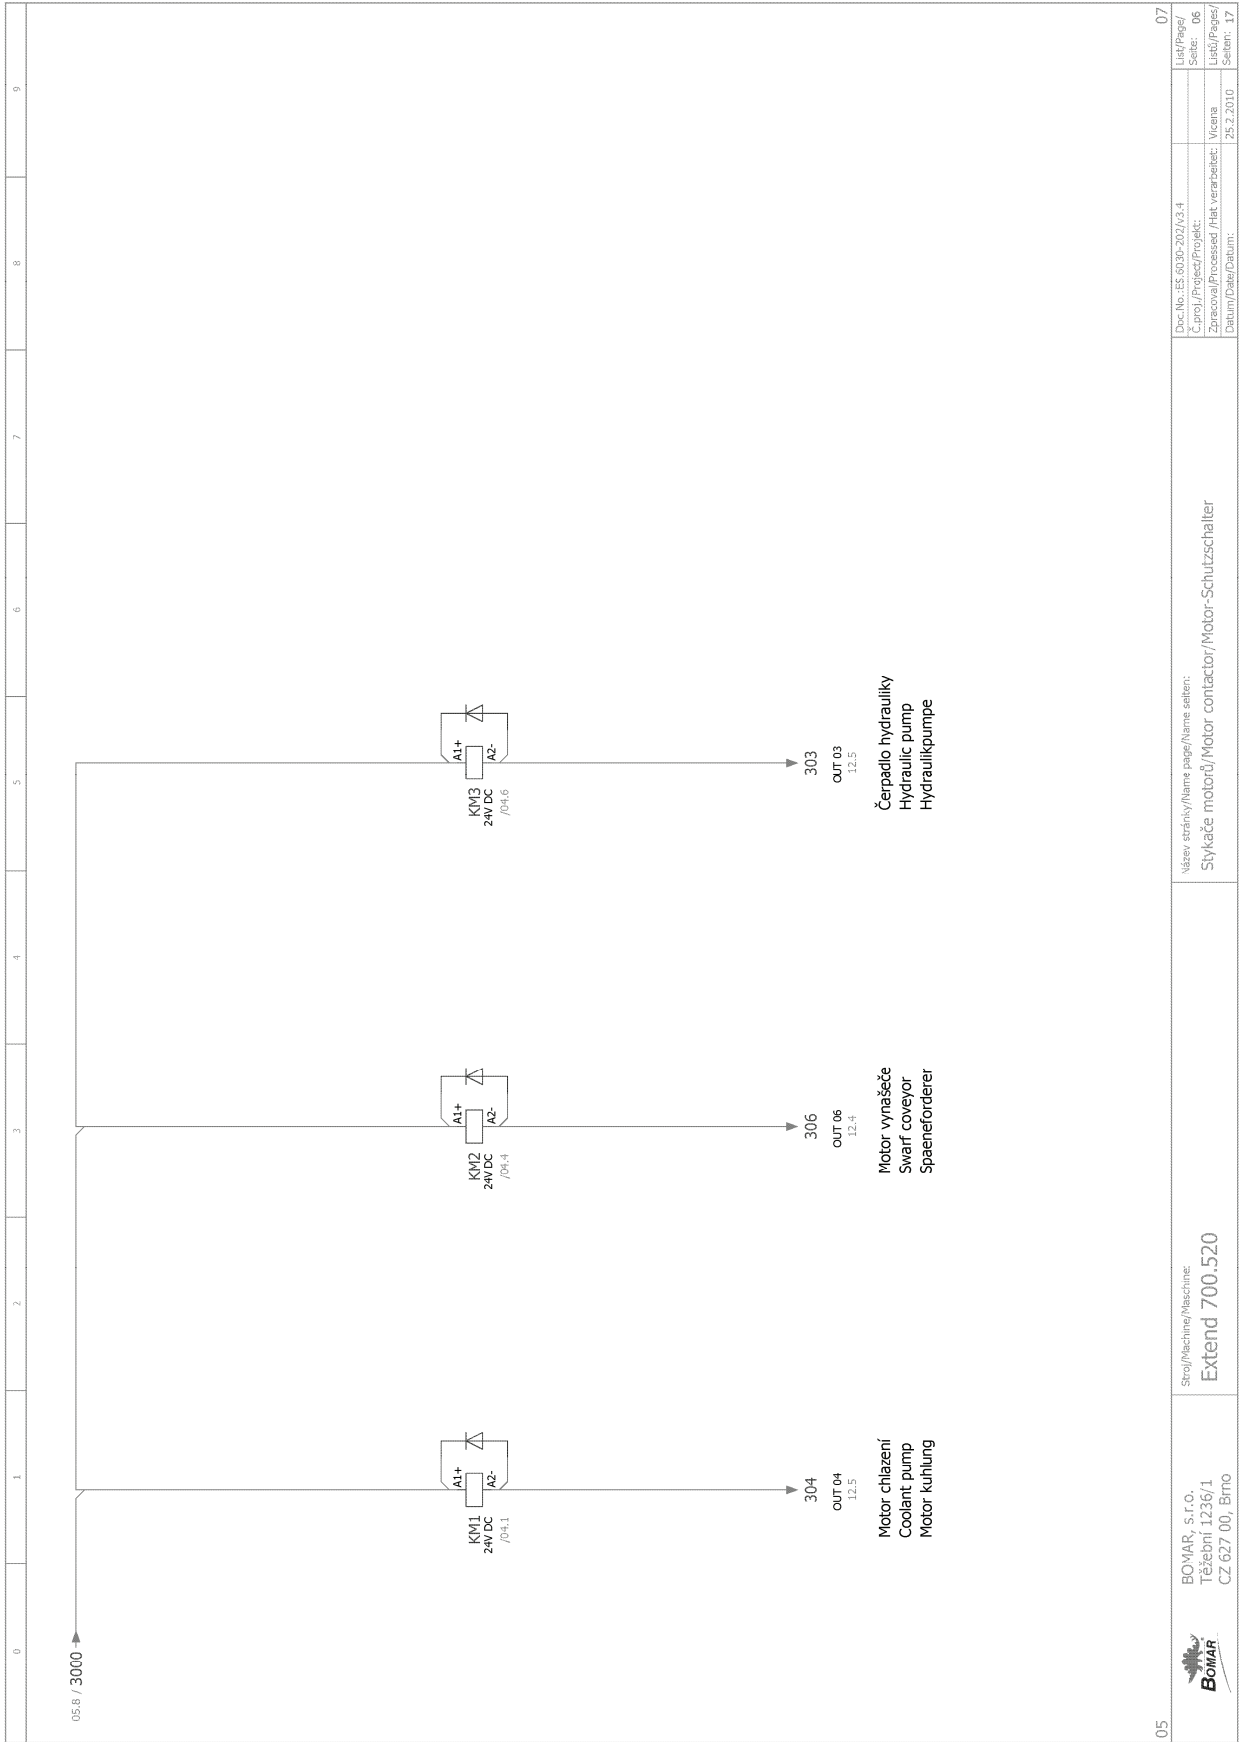 0
1
2
3
4
5
6
7
8
9
05.8 / 3000
KM1
24V DC
/04.1
A1+
A2-
KM2
24V DC
/04.4
A1+
A2-
KM3
24V DC
/04.6
A1+
A2-
304
OUT 04
12.5
Motor chlazení
Coolant pump
Motor kuhlung
306
OUT 06
12.4
Motor vynašeče
Swarf coveyor
Spaeneforderer
303
OUT 03
12.5
Čerpadlo hydrauliky
Hydraulic pump
Hydraulikpumpe
05
07
BOMAR
BOMAR, s.r.o.
Těžební 1236/1
CZ 627 00, Brno
Stroj/Machine/Maschine:
Extend 700.520
Název stránky/Name page/Name seiten:
Stykače motorů/Motor contactor/Motor-Schutzschalter
Doc.No.:ES.6030-202/v3.4
Č.proj./Project/Projekt:
Zpracoval/Processed /Hat verarbeitet: Vicena
Datum/Date/Datum: 25.2.2010
List/Page/
Seite: 06
Listů/Pages/
Seiten: 17